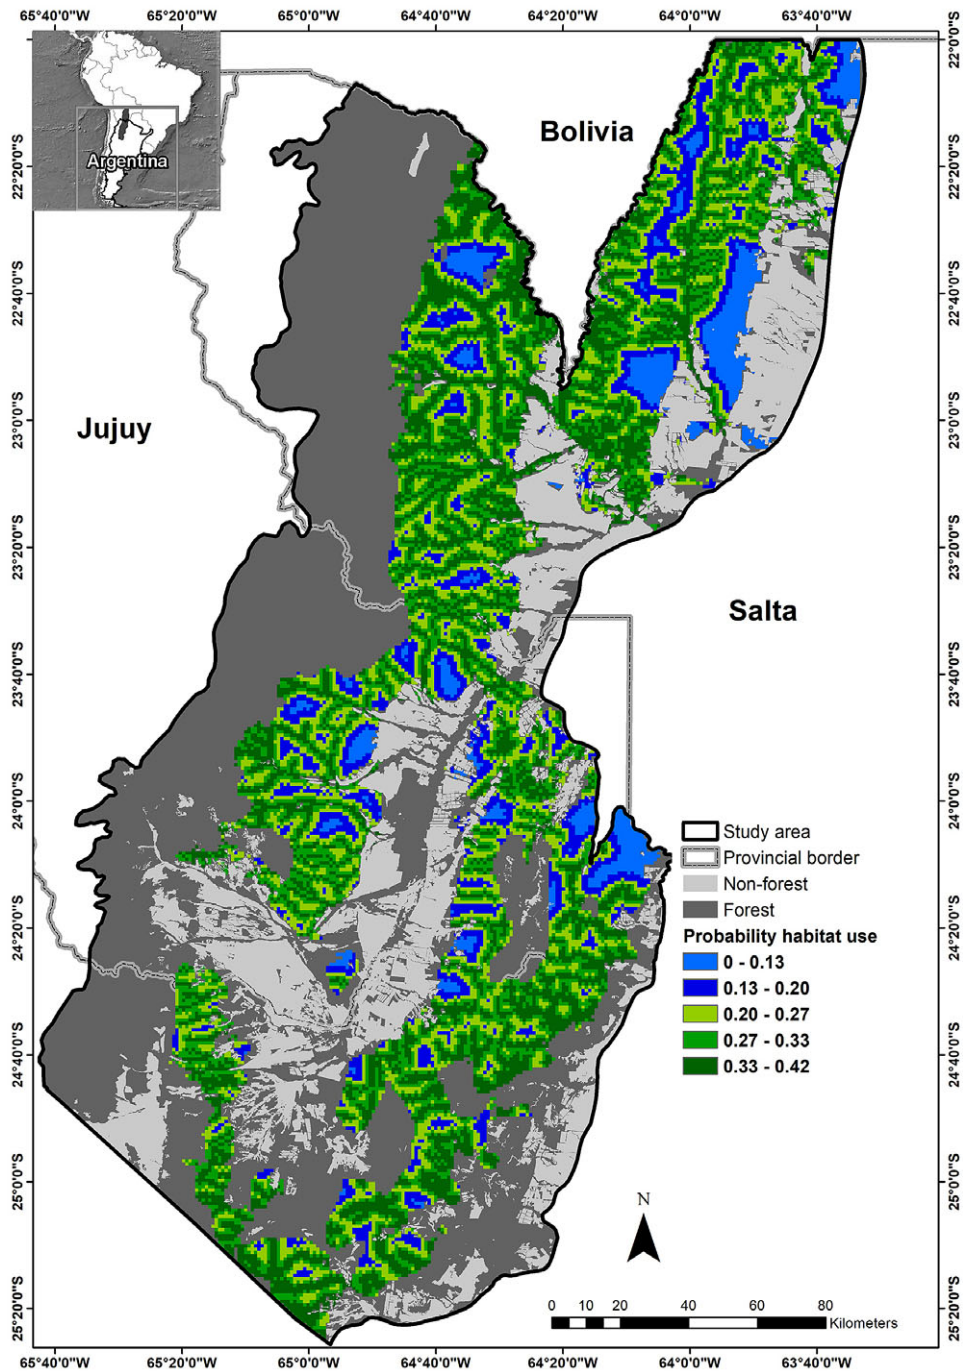 65°40'0"W 65°20'0"W 65°0'0"W 64°40'0"W 64°20'0"W 64°0'0"W 63°40'0"W
22°0'0"S
22°20'0"S
22°40'0"S
23°0'0"S
23°20'0"S
23°40'0"S
24°0'0"S
24°20'0"S
24°40'0"S
25°0'0"S
25°20'0"S
Argentina
Bolivia
Jujuy
Salta
Study area
Provincial border
Non-forest
Forest
Probability habitat use
0 - 0.13
0.13 - 0.20
0.20 - 0.27
0.27 - 0.33
0.33 - 0.42
N
0 10 20 40 60 80
Kilometers
22°0'0"S
22°20'0"S
22°40'0"S
23°0'0"S
23°20'0"S
23°40'0"S
24°0'0"S
24°20'0"S
24°40'0"S
25°0'0"S
25°20'0"S
65°40'0"W 65°20'0"W 65°0'0"W 64°40'0"W 64°20'0"W 64°0'0"W 63°40'0"W